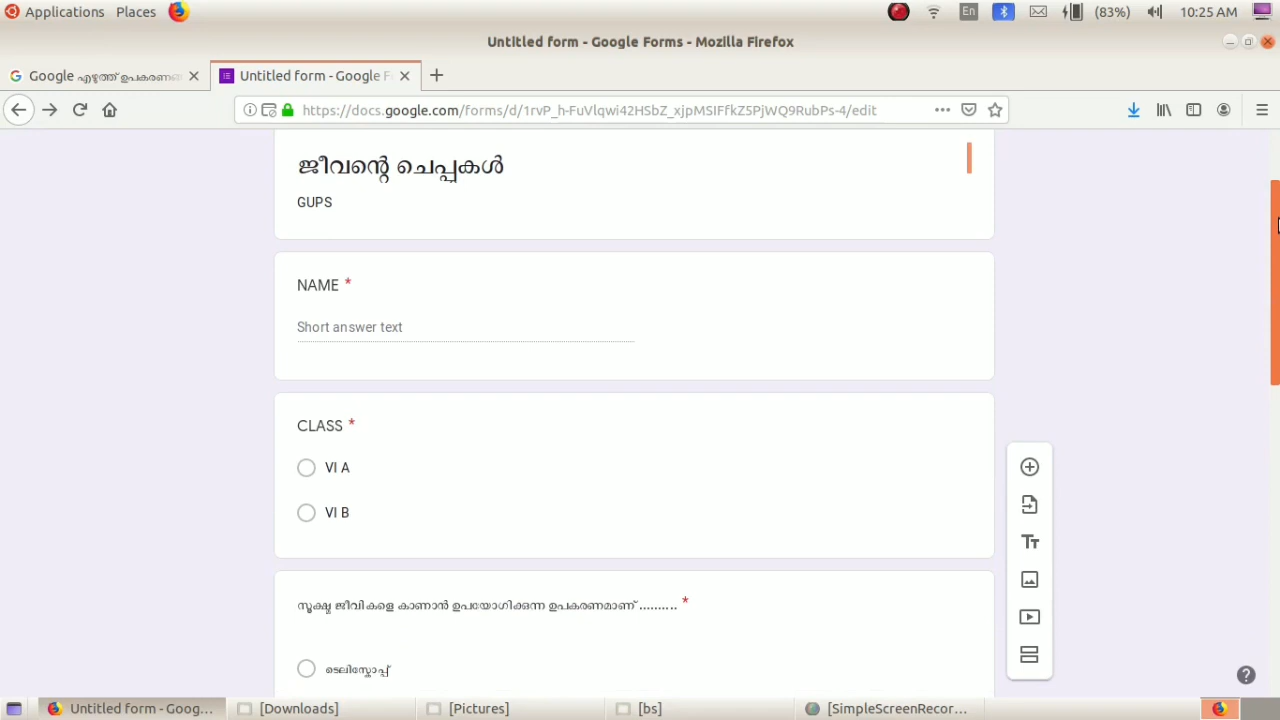 Applications Places En (83%) 10:25 AM
Untitled form - Google Forms - Mozilla Firefox
Google എഴുത്ത് ഉപകരണങ്ങ
Untitled form - Google F
https://docs.google.com/forms/d/1rvP_h-FuVlqwi42HSbZ_xjpMSIFfkZ5PjWQ9RubPs-4/edit
ജീവന്റെ ചെപ്പുകൾ
GUPS
NAME *
Short answer text
CLASS *
VI A
VI B
സൂക്ഷ്മ ജീവികളെ കാണാൻ ഉപയോഗിക്കുന്ന ഉപകരണമാണ് .......... *
ടെലിസ്കോപ്പ്
Untitled form - Goog... [Downloads] [Pictures] [bs] [SimpleScreenRecor...